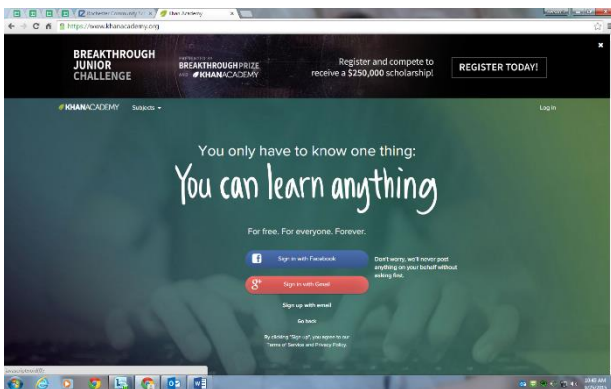 Khan Academy
https://www.khanacademy.org
BREAKTHROUGH
JUNIOR
CHALLENGE
BREAKTHROUGH PRIZE
AND KHANACADEMY
Register and compete to
receive a $250,000 scholarship!
REGISTER TODAY!
KHANACADEMY Subjects
Log in
You only have to know one thing:
You can learn anything
For free. For everyone. Forever.
Sign in with Facebook
Don't worry, we'll never post
anything on your behalf without
asking first.
Sign in with Gmail
Sign up with email
Go back
By clicking "Sign up", you agree to our
Terms of Service and Privacy Policy.